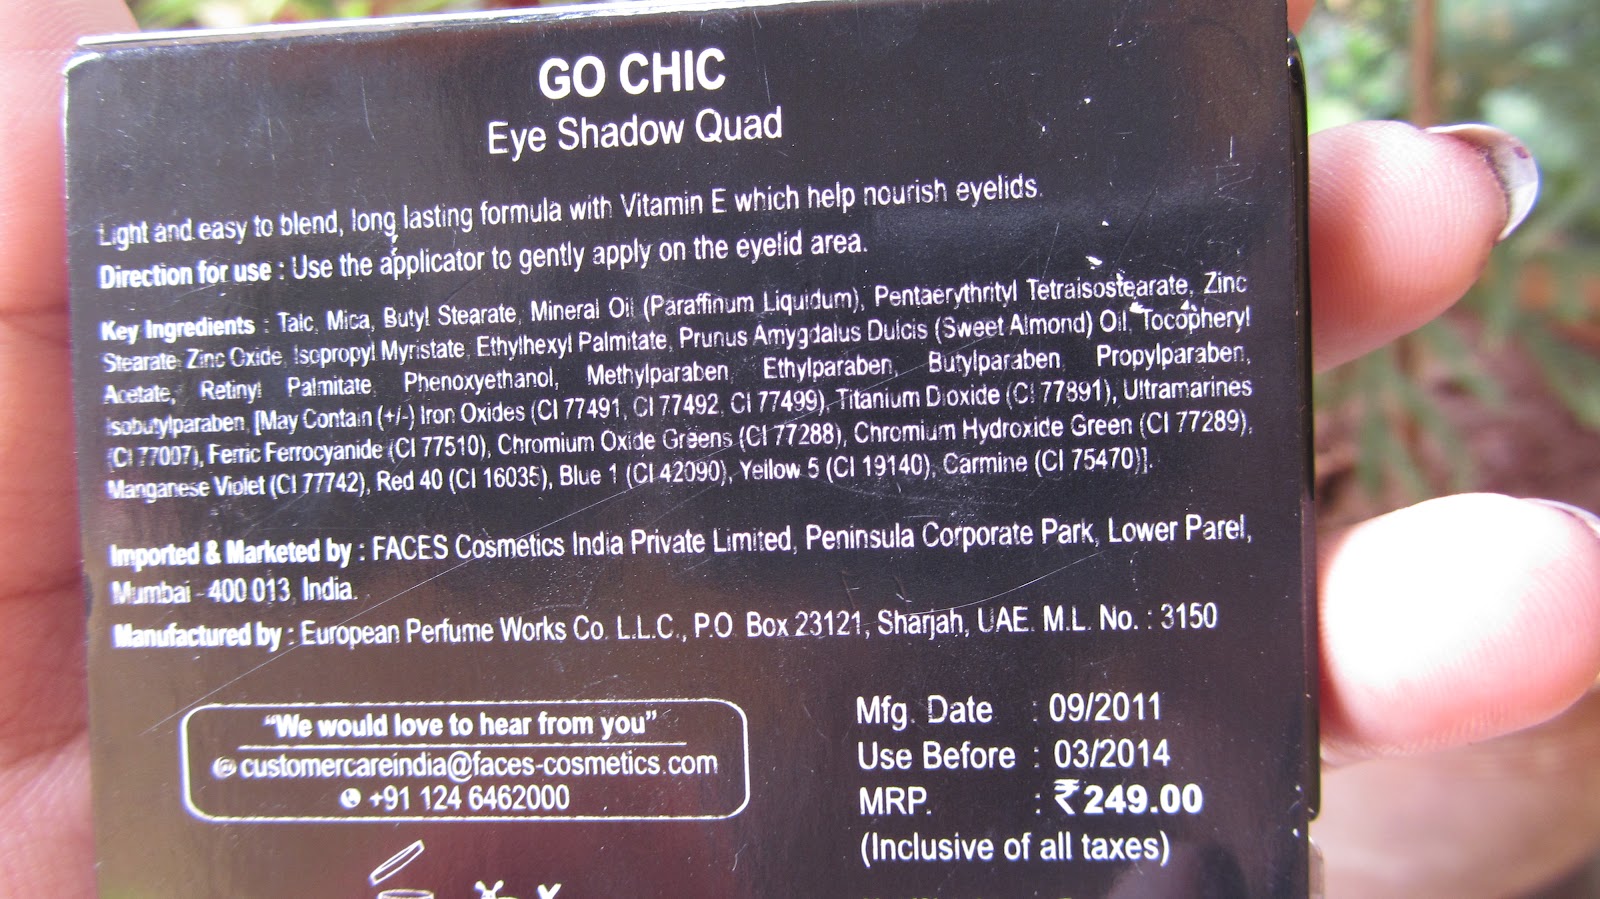 GO CHIC
Eye Shadow Quad
Light and easy to blend, long lasting formula with Vitamin E which help nourish eyelids.
Direction for use : Use the applicator to gently apply on the eyelid area.
Key Ingredients : Talc, Mica, Butyl Stearate, Mineral Oil (Paraffinum Liquidum), Pentaerythrityl Tetraisostearate, Zinc
Stearate, Zinc Oxide, Isopropyl Myristate, Ethylhexyl Palmitate, Prunus Amygdalus Dulcis (Sweet Almond) Oil, Tocopheryl
Acetate, Retinyl Palmitate, Phenoxyethanol, Methylparaben, Ethylparaben, Butylparaben, Propylparaben,
Isobutylparaben, [May Contain (+/-) Iron Oxides (CI 77491, CI 77492, CI 77499), Titanium Dioxide (CI 77891), Ultramarines
(CI 77007), Ferric Ferrocyanide (CI 77510), Chromium Oxide Greens (CI 77288), Chromium Hydroxide Green (CI 77289),
Manganese Violet (CI 77742), Red 40 (CI 16035), Blue 1 (CI 42090), Yellow 5 (CI 19140), Carmine (CI 75470)].
Imported & Marketed by : FACES Cosmetics India Private Limited, Peninsula Corporate Park, Lower Parel,
Mumbai - 400 013, India.
Manufactured by : European Perfume Works Co. L.L.C., P.O. Box 23121, Sharjah, UAE. M.L. No. : 3150
"We would love to hear from you"
customercareindia@faces-cosmetics.com
+91 124 6462000
Mfg. Date : 09/2011
Use Before : 03/2014
MRP. : ₹249.00
(Inclusive of all taxes)